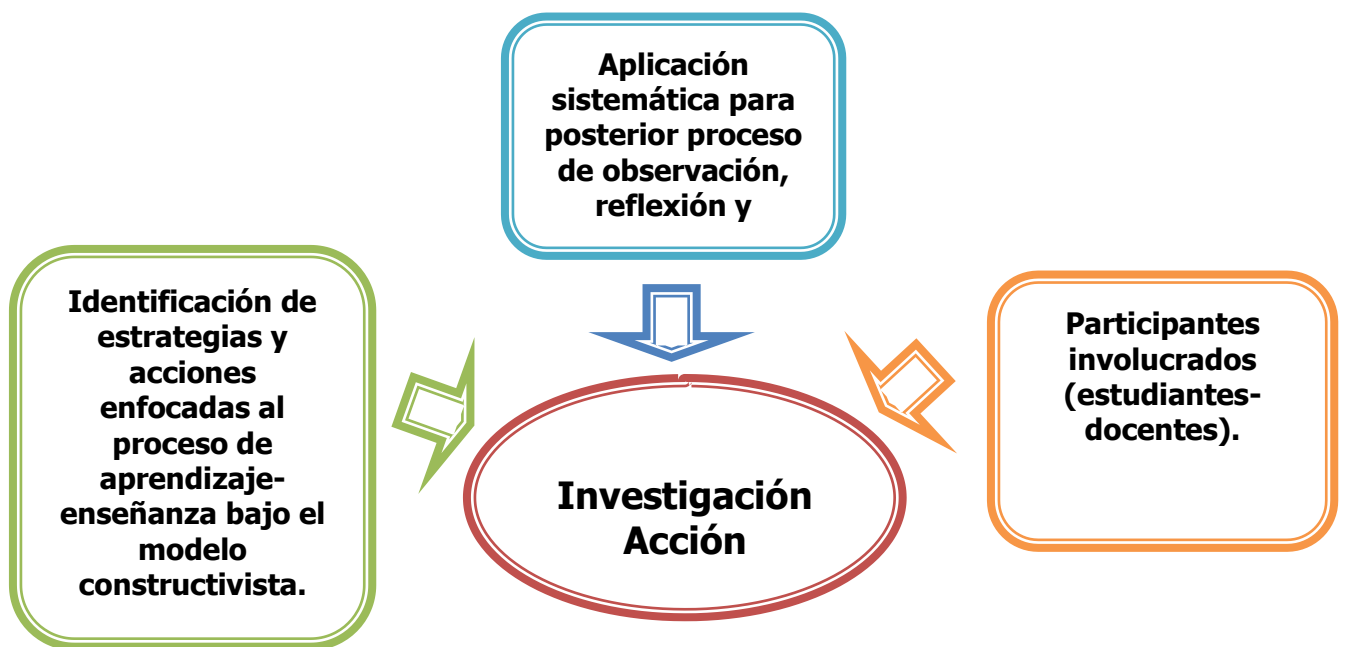 Aplicación
sistemática para
posterior proceso
de observación,
reflexión y
Identificación de
estrategias y
acciones
enfocadas al
proceso de
aprendizaje-
enseñanza bajo el
modelo
constructivista.
Participantes
involucrados
(estudiantes-
docentes).
Investigación
Acción